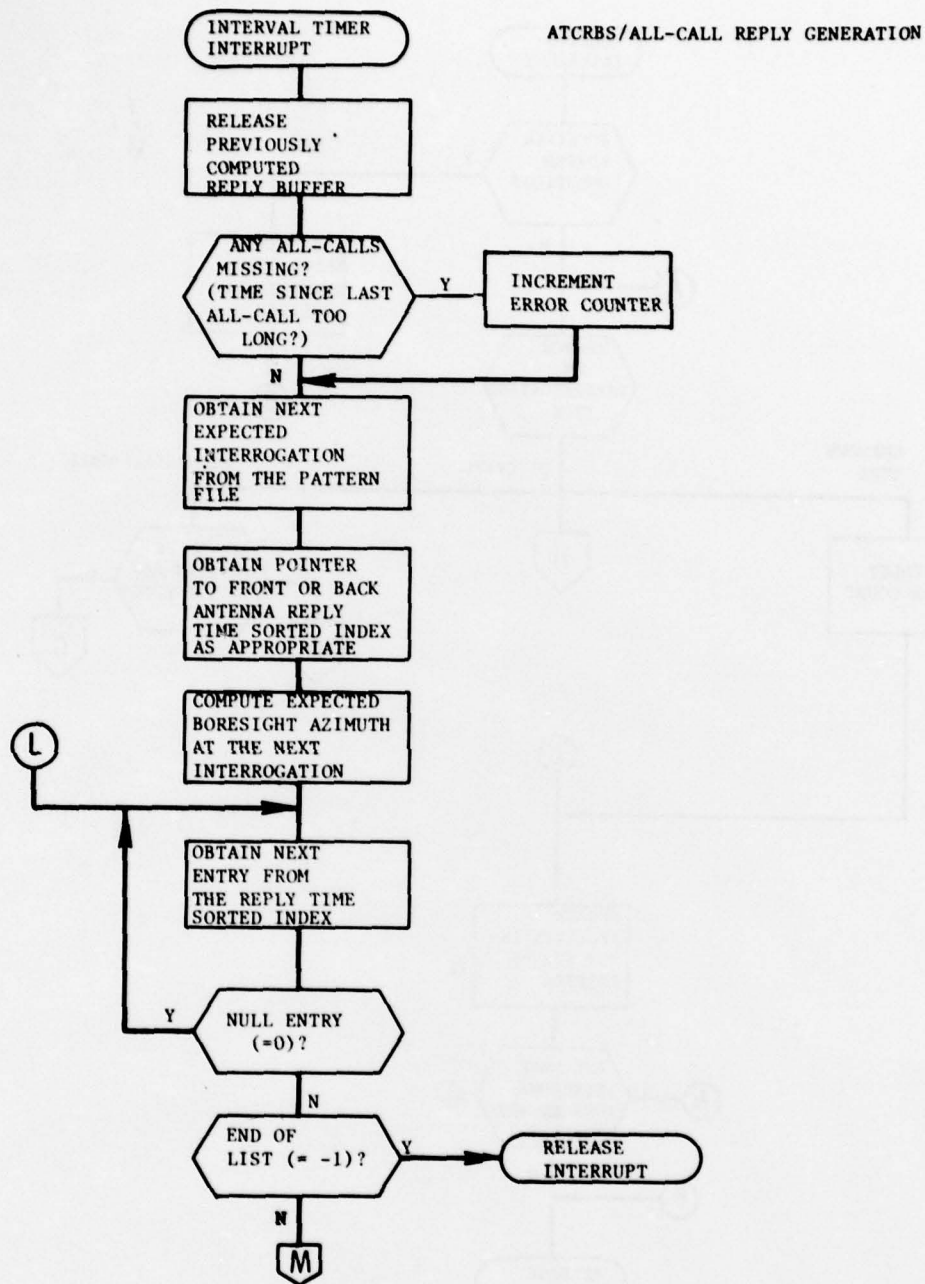 ATCRBS/ALL-CALL REPLY GENERATION
INTERVAL TIMER
INTERRUPT
RELEASE
PREVIOUSLY
COMPUTED
REPLY BUFFER
ANY ALL-CALLS
MISSING?
(TIME SINCE LAST
ALL-CALL TOO
LONG?)
Y
INCREMENT
ERROR COUNTER
N
OBTAIN NEXT
EXPECTED
INTERROGATION
FROM THE PATTERN
FILE
OBTAIN POINTER
TO FRONT OR BACK
ANTENNA REPLY
TIME SORTED INDEX
AS APPROPRIATE
COMPUTE EXPECTED
BORESIGHT AZIMUTH
AT THE NEXT
INTERROGATION
L
OBTAIN NEXT
ENTRY FROM
THE REPLY TIME
SORTED INDEX
Y
NULL ENTRY
(=0)?
N
END OF
LIST (= -1)?
Y
RELEASE
INTERRUPT
N
M